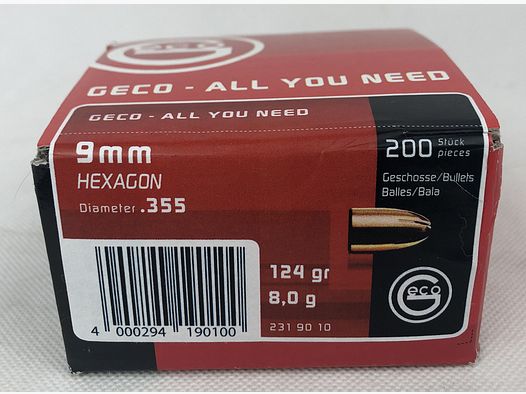 eco
GECO - ALL YOU NEED
GECO - ALL YOU NEED
9mm
HEXAGON
Diameter .355
200 Stück
pieces
Geschosse/Bullets
Balles/Bala
124 gr
8,0 g
231 90 10
Geco
4 000294 190100